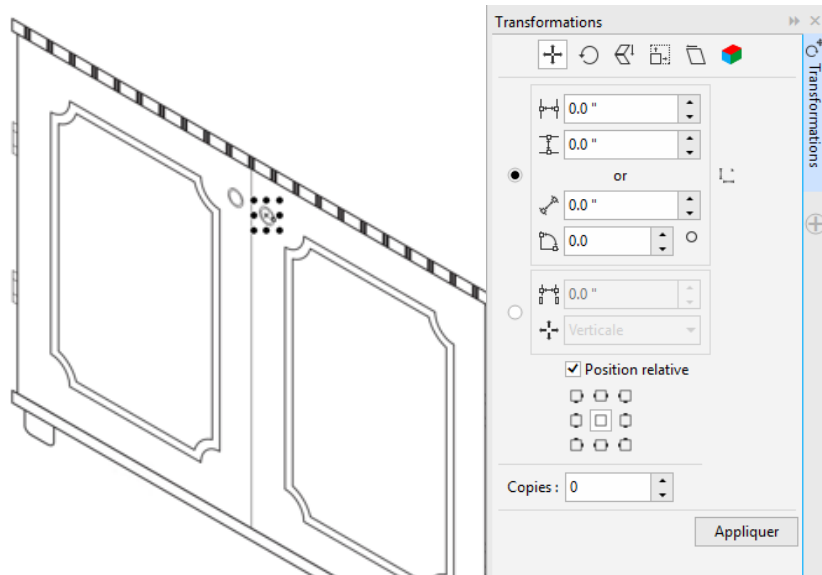 Transformations
0.0 "
0.0 "
or
0.0 "
0.0
0.0 "
Verticale
Position relative
Copies : 0
Appliquer
Transformations